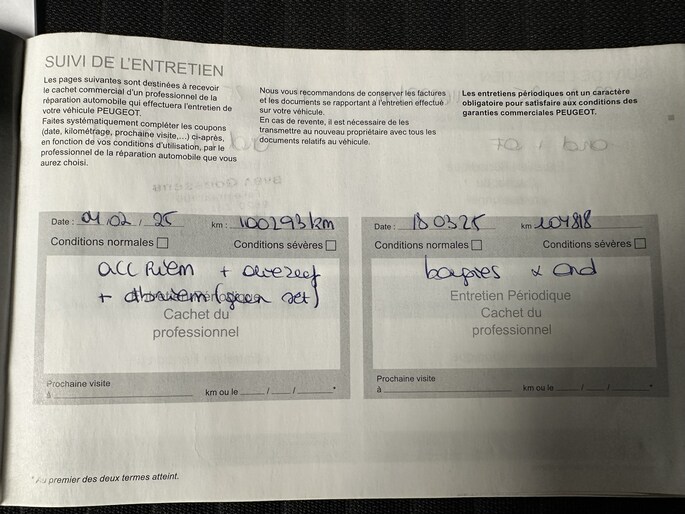 SUIVI DE L'ENTRETIEN
Les pages suivantes sont destinées à recevoir
le cachet commercial d'un professionnel de la
réparation automobile qui effectuera l'entretien de
votre véhicule PEUGEOT.
Faites systématiquement compléter les coupons
(date, kilométrage, prochaine visite,...) ci-après,
en fonction de vos conditions d'utilisation, par le
professionnel de la réparation automobile que vous
aurez choisi.
Nous vous recommandons de conserver les factures
et les documents se rapportant à l'entretien effectué
sur votre véhicule.
En cas de revente, il est nécessaire de les
transmettre au nouveau propriétaire avec tous les
documents relatifs au véhicule.
Les entretiens périodiques ont un caractère
obligatoire pour satisfaire aux conditions des
garanties commerciales PEUGEOT.
Date : 01.02.25 km : 100293 km
Conditions normales Conditions sévères
acc riem +
+ (geen set)
Cachet du
professionnel
Prochaine visite
à km ou le / / *
Date : 0325 km 104818
Conditions normales Conditions sévères
bougies x
Entretien Périodique
Cachet du
professionnel
Prochaine visite
à km ou le / / *
* Au premier des deux termes atteint.